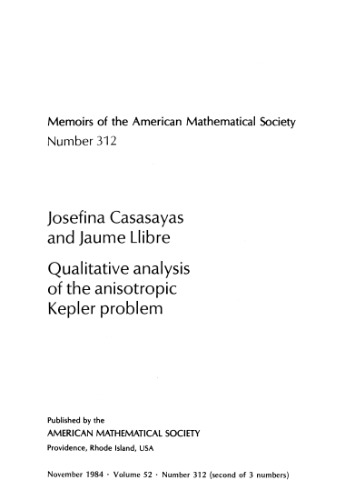 Memoirs of the American Mathematical Society
Number 312
Josefina Casasayas
and Jaume Llibre
Qualitative analysis
of the anisotropic
Kepler problem
Published by the
AMERICAN MATHEMATICAL SOCIETY
Providence, Rhode Island, USA
November 1984 · Volume 52 · Number 312 (second of 3 numbers)